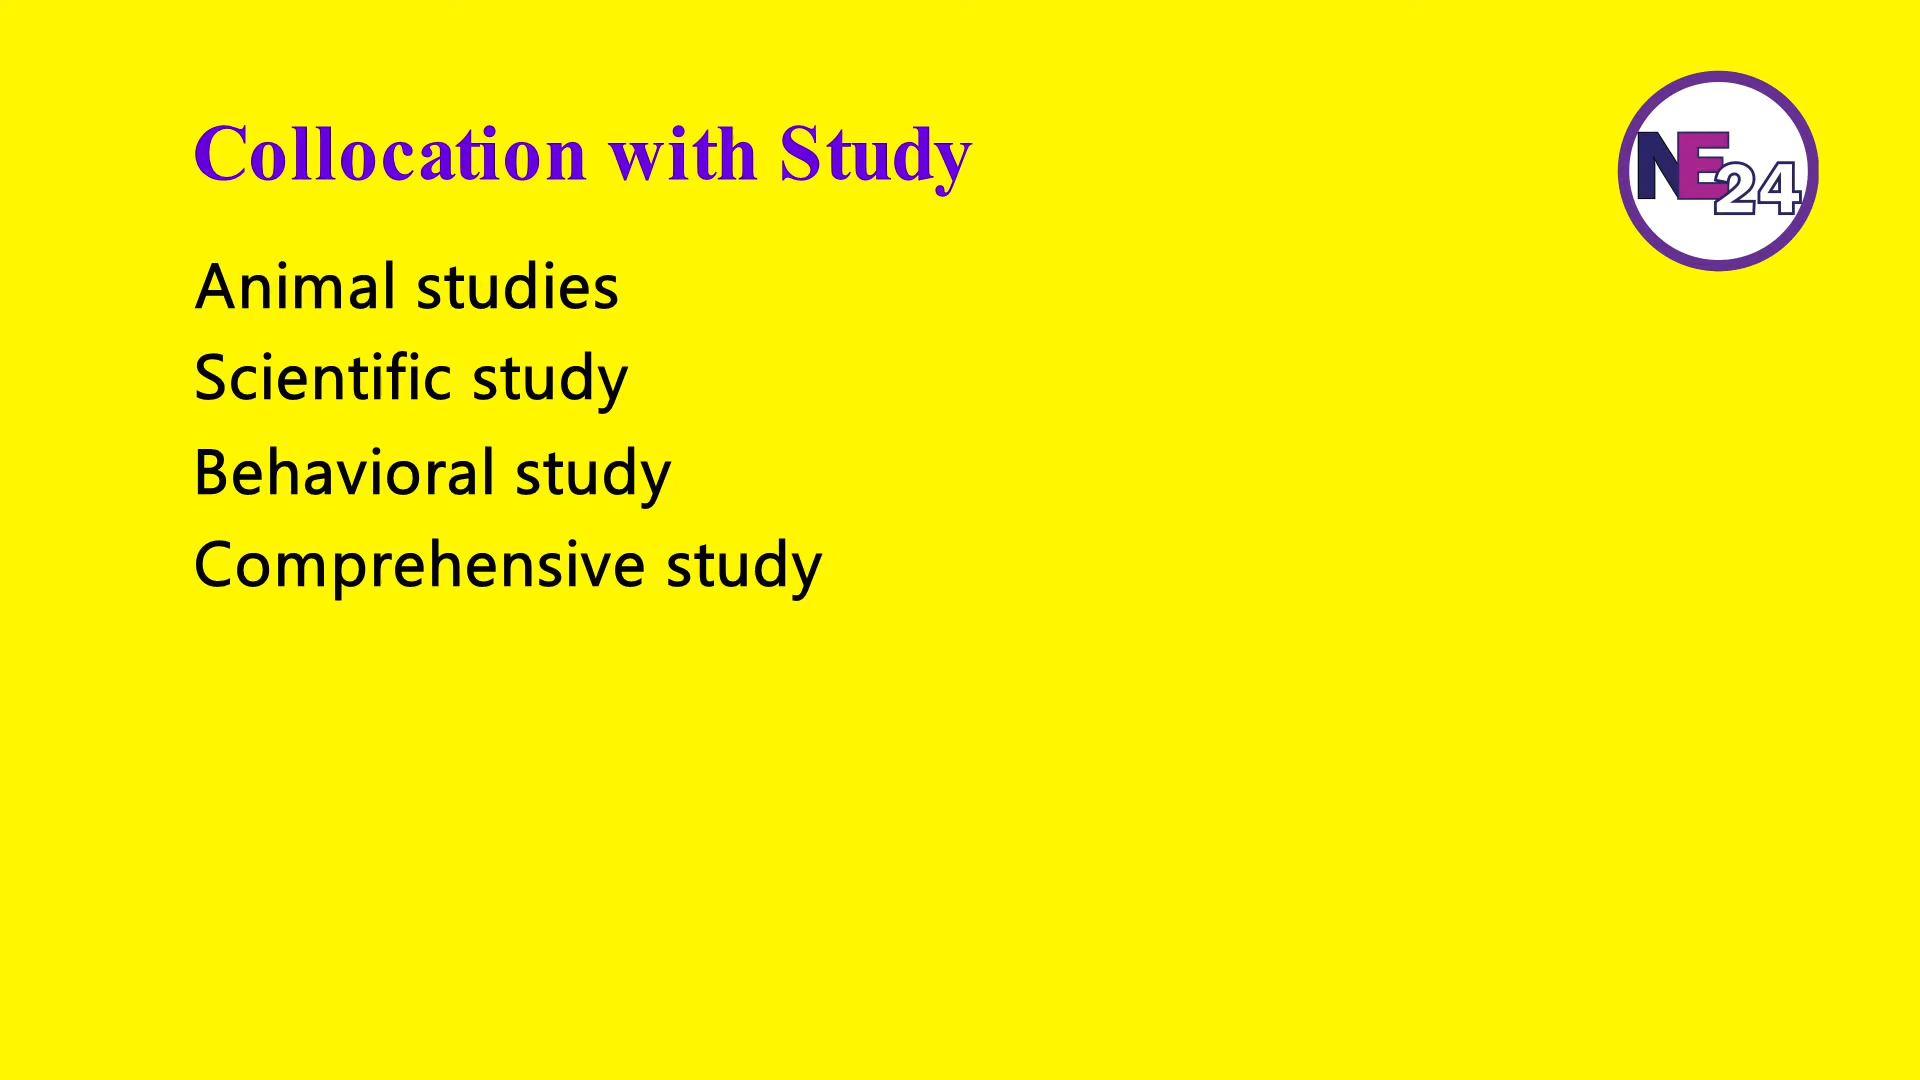 Collocation with Study
NE24
Animal studies
Scientific study
Behavioral study
Comprehensive study